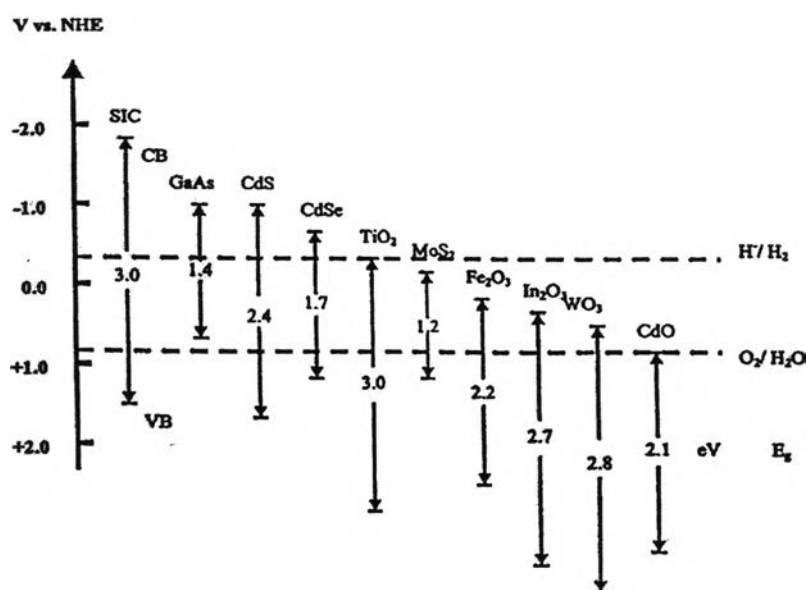 V vs. NHE
-2.0
-1.0
0.0
+1.0
+2.0
SIC
CB
GaAs
CdS
CdSe
TiO₂
MoS₂
Fe₂O₃
In₂O₃
WO₃
CdO
H⁺/ H₂
O₂/ H₂O
3.0
1.4
2.4
1.7
3.0
1.2
2.2
2.7
2.8
2.1
eV
E
VB